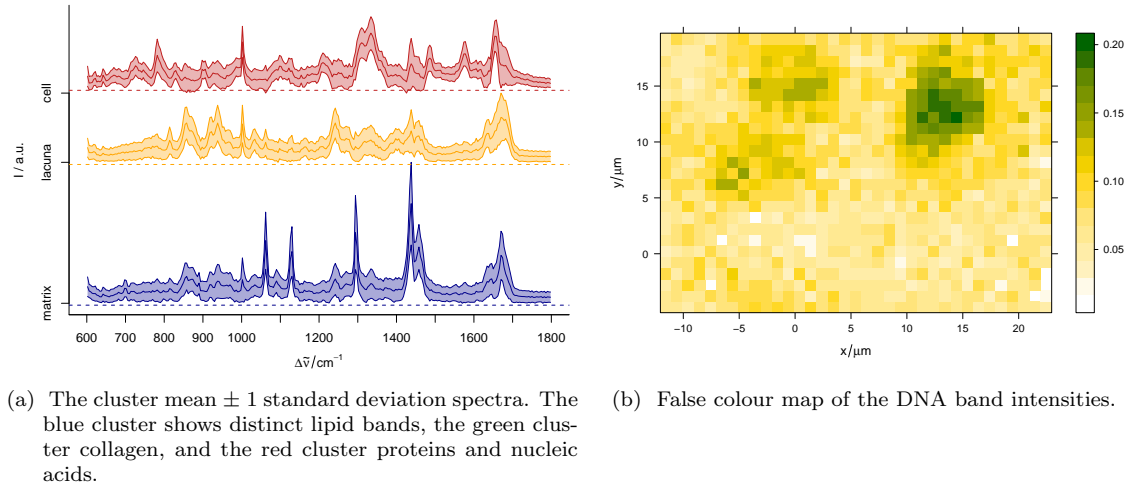 cell
lacuna
matrix
I / a.u.
600 700 800 900 1000 1200 1400 1600 1800
Δṽ/cm⁻¹
15
10
5
0
y/μm
-10 -5 0 5 10 15 20
x/μm
0.20
0.15
0.10
0.05
(a) The cluster mean ± 1 standard deviation spectra. The
blue cluster shows distinct lipid bands, the green clus-
ter collagen, and the red cluster proteins and nucleic
acids.
(b) False colour map of the DNA band intensities.